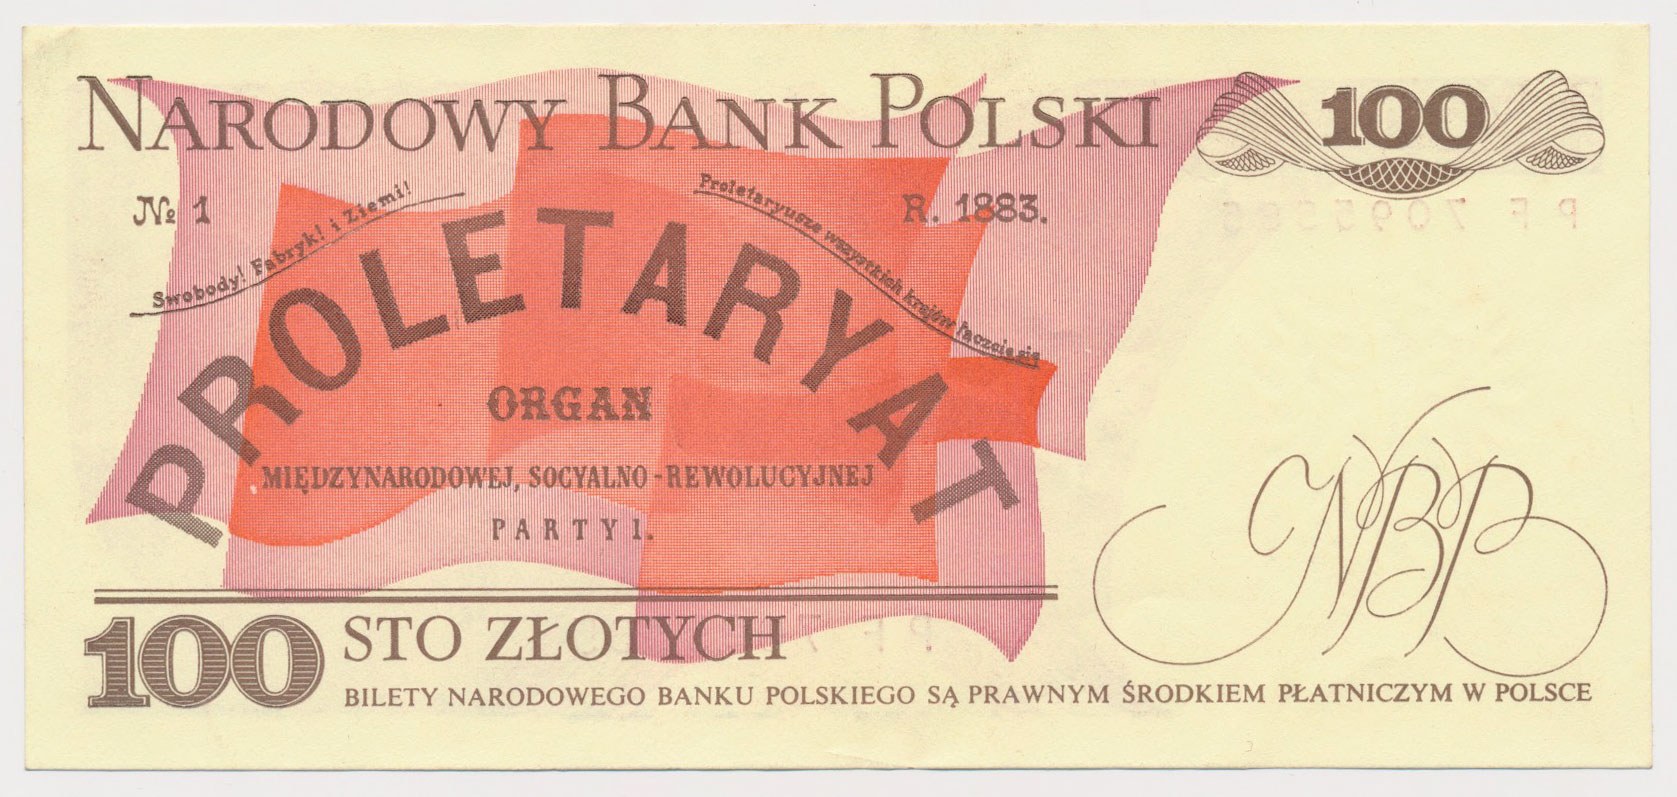 NARODOWY BANK POLSKI
100
№ 1
R. 1883.
Swobody! Fabryk! i Ziemi!
Proletaryusze wszystkich krajów łączcie się
PROLETARYAT
ORGAN
MIĘDZYNARODOWEJ, SOCYALNO-REWOLUCYJNEJ
PARTYI.
NBP
100
STO ZŁOTYCH
BILETY NARODOWEGO BANKU POLSKIEGO SĄ PRAWNYM ŚRODKIEM PŁATNICZYM W POLSCE